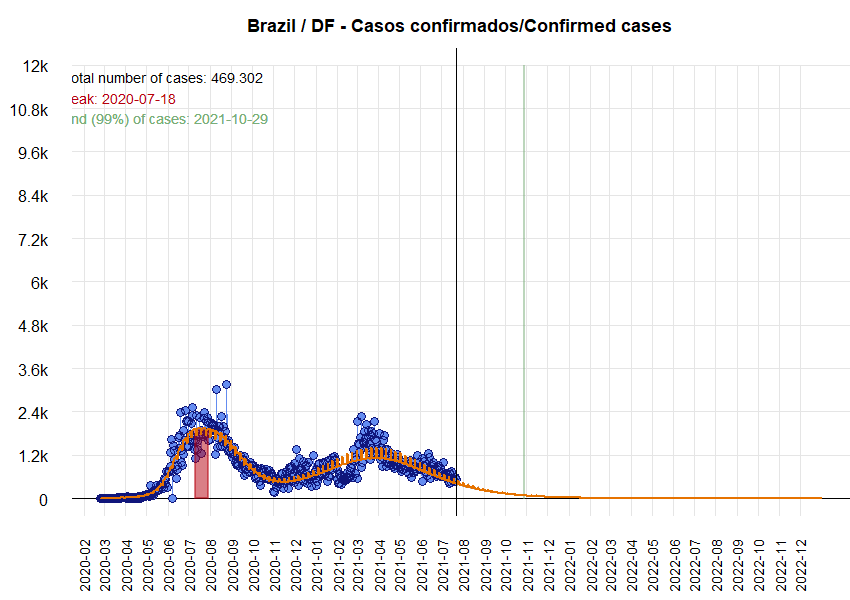 Brazil / DF - Casos confirmados/Confirmed cases
otal number of cases: 469.302
eak: 2020-07-18
nd (99%) of cases: 2021-10-29
12k
10.8k
9.6k
8.4k
7.2k
6k
4.8k
3.6k
2.4k
1.2k
0
2020-02
2020-03
2020-04
2020-05
2020-06
2020-07
2020-08
2020-09
2020-10
2020-11
2020-12
2021-01
2021-02
2021-03
2021-04
2021-05
2021-06
2021-07
2021-08
2021-09
2021-10
2021-11
2021-12
2022-01
2022-02
2022-03
2022-04
2022-05
2022-06
2022-07
2022-08
2022-09
2022-10
2022-11
2022-12